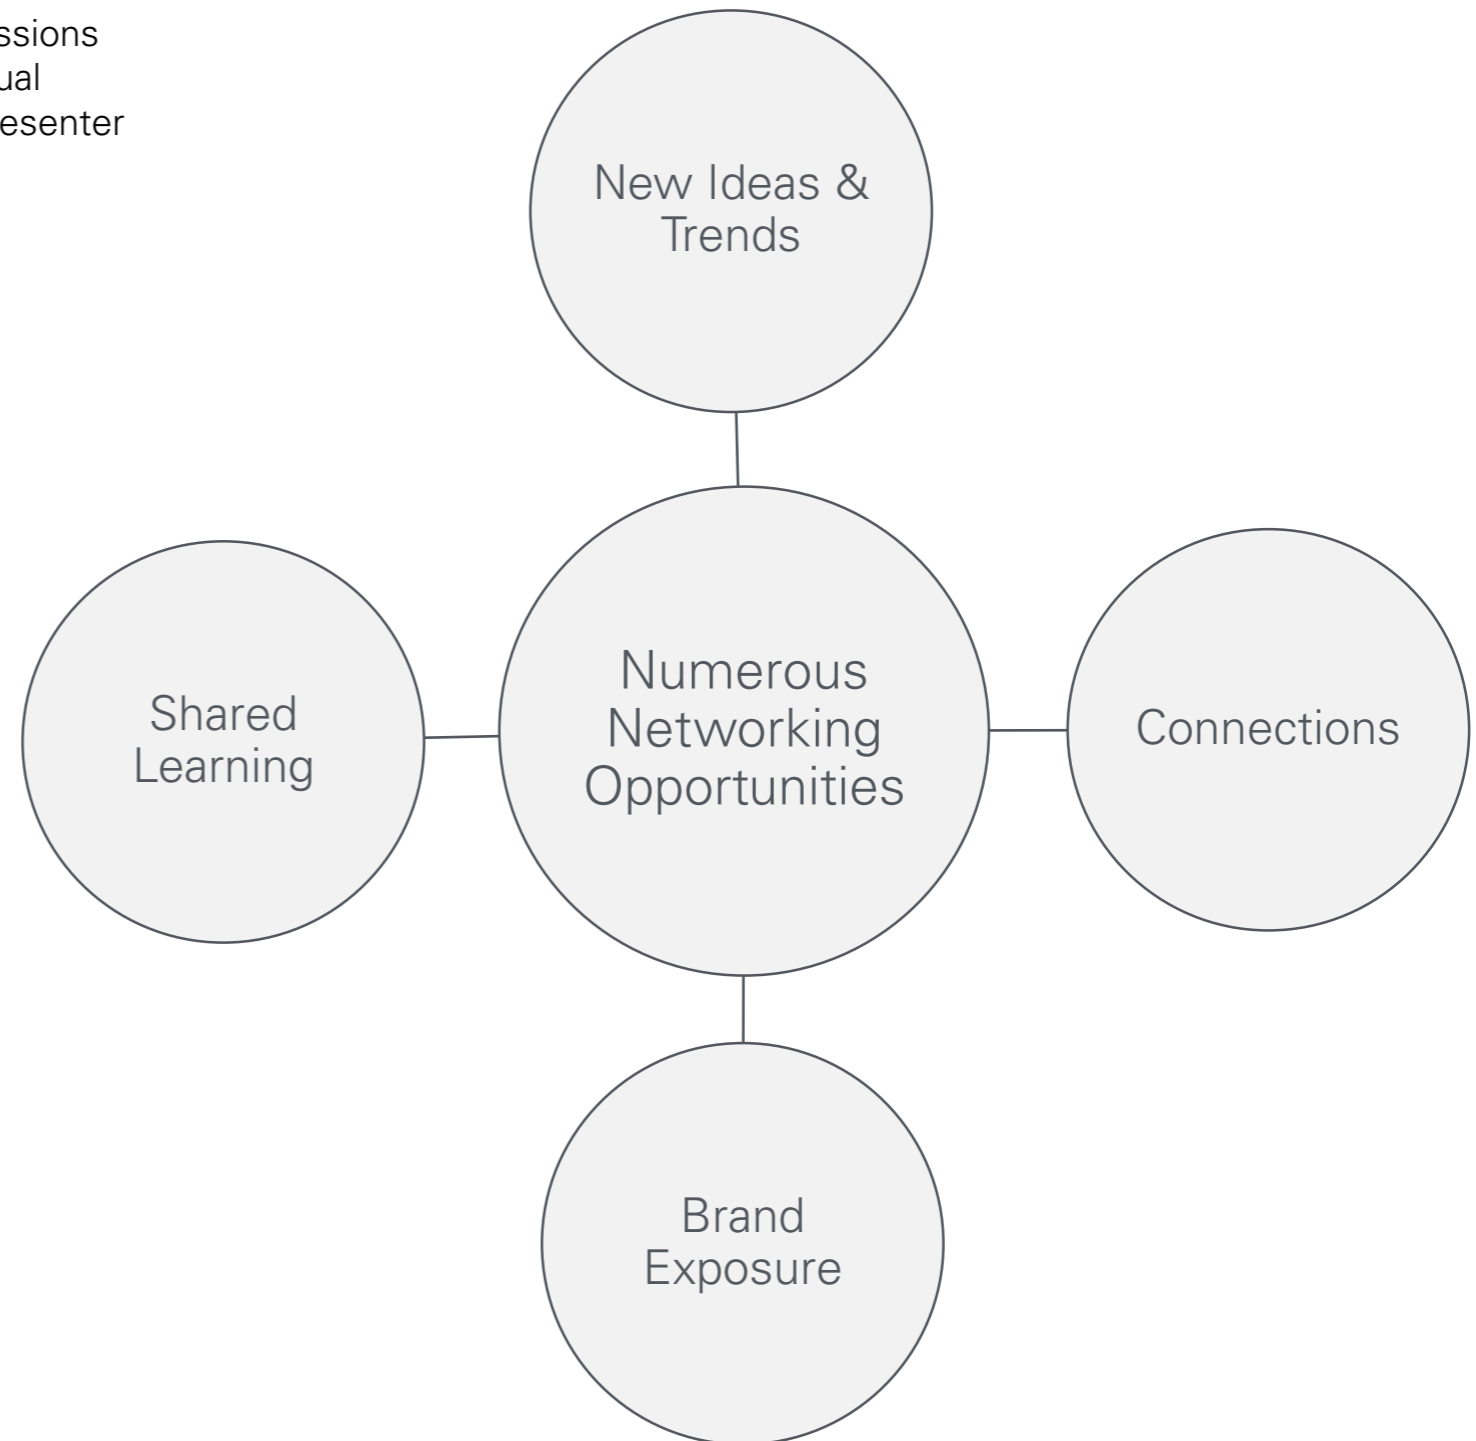 ssions
ual
esenter
New Ideas &
Trends
Shared
Learning
Numerous
Networking
Opportunities
Connections
Brand
Exposure